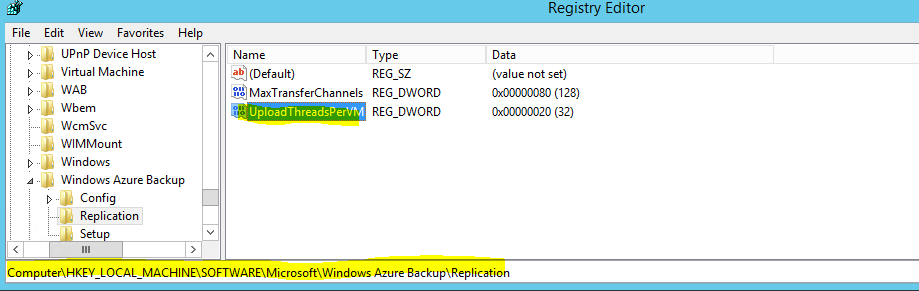 Registry Editor
File Edit View Favorites Help
UPnP Device Host
Virtual Machine
WAB
Wbem
WcmSvc
WIMMount
Windows
Windows Azure Backup
Config
Replication
Setup
Name Type Data
(Default) REG_SZ (value not set)
MaxTransferChannels REG_DWORD 0x00000080 (128)
UploadThreadsPerVM REG_DWORD 0x00000020 (32)
Computer\HKEY_LOCAL_MACHINE\SOFTWARE\Microsoft\Windows Azure Backup\Replication